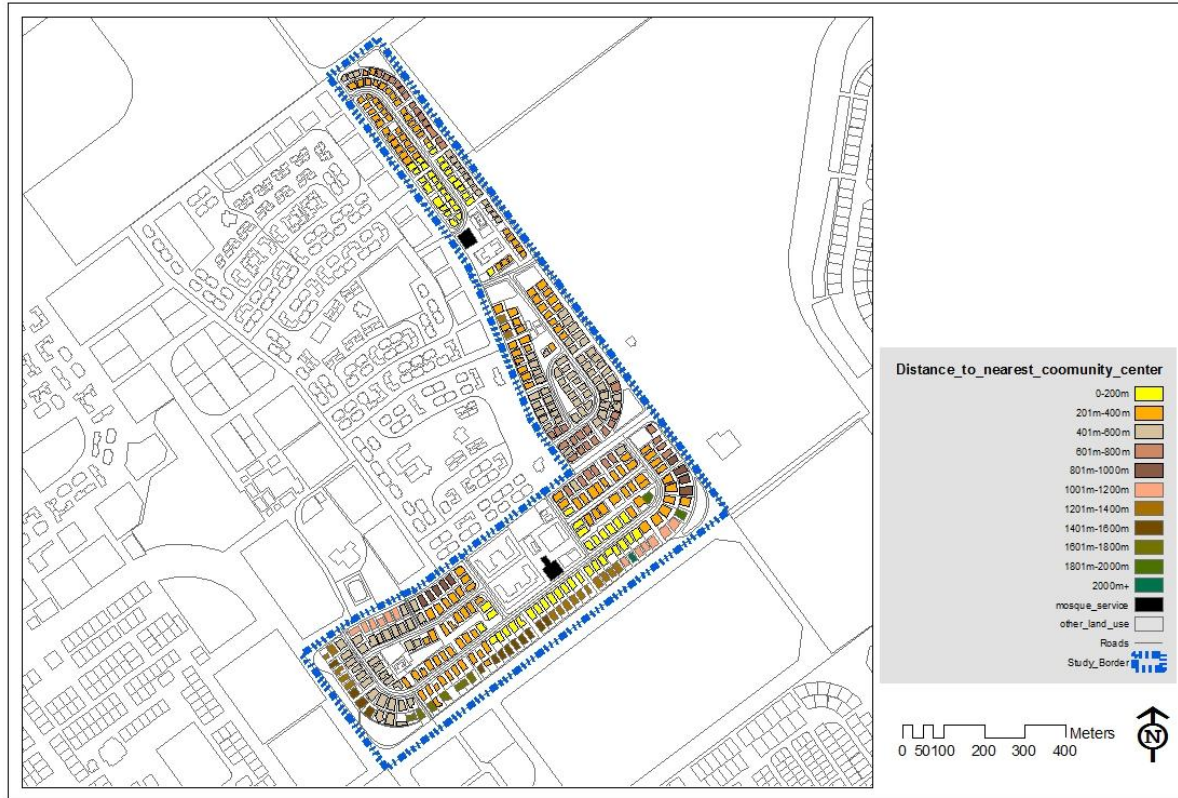 Distance_to_nearest_coomunity_center
0-200m
201m-400m
401m-600m
601m-800m
801m-1000m
1001m-1200m
1201m-1400m
1401m-1600m
1601m-1800m
1801m-2000m
2000m+
mosque_service
other_land_use
Roads
Study_Border
Meters
0 50100 200 300 400
N